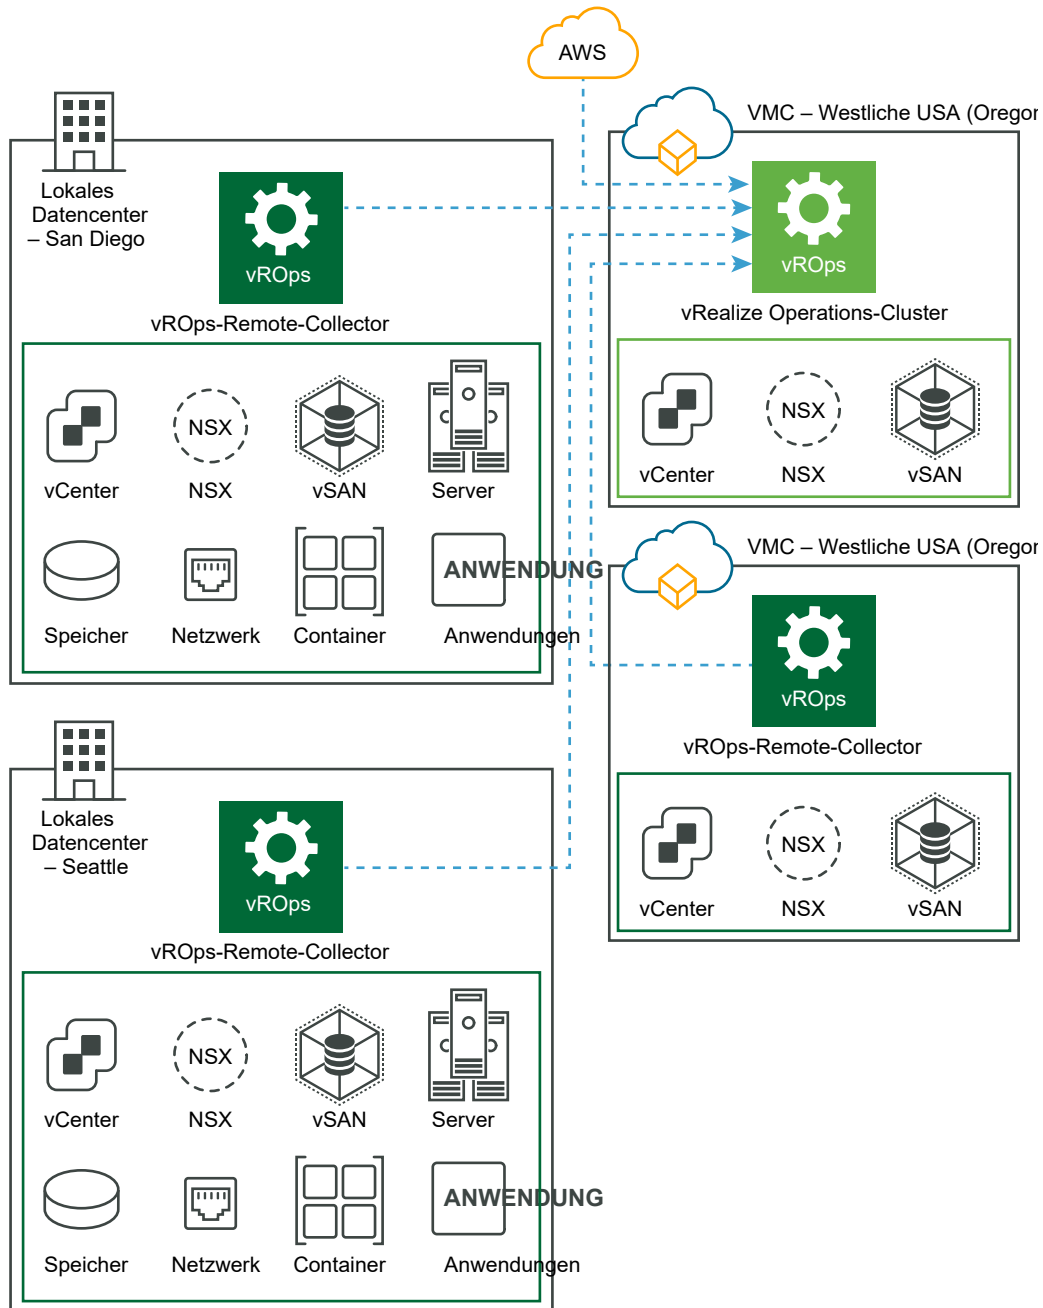 AWS
VMC – Westliche USA (Oregon
Lokales
Datencenter
– San Diego
vROps
vROps-Remote-Collector
vCenter
NSX
NSX
vSAN
Server
Speicher
Netzwerk
Container
ANWENDUNG
Anwendungen
vROps
vRealize Operations-Cluster
vCenter
NSX
NSX
vSAN
VMC – Westliche USA (Oregon
vROps
vROps-Remote-Collector
vCenter
NSX
NSX
vSAN
Lokales
Datencenter
– Seattle
vROps
vROps-Remote-Collector
vCenter
NSX
NSX
vSAN
Server
Speicher
Netzwerk
Container
ANWENDUNG
Anwendungen